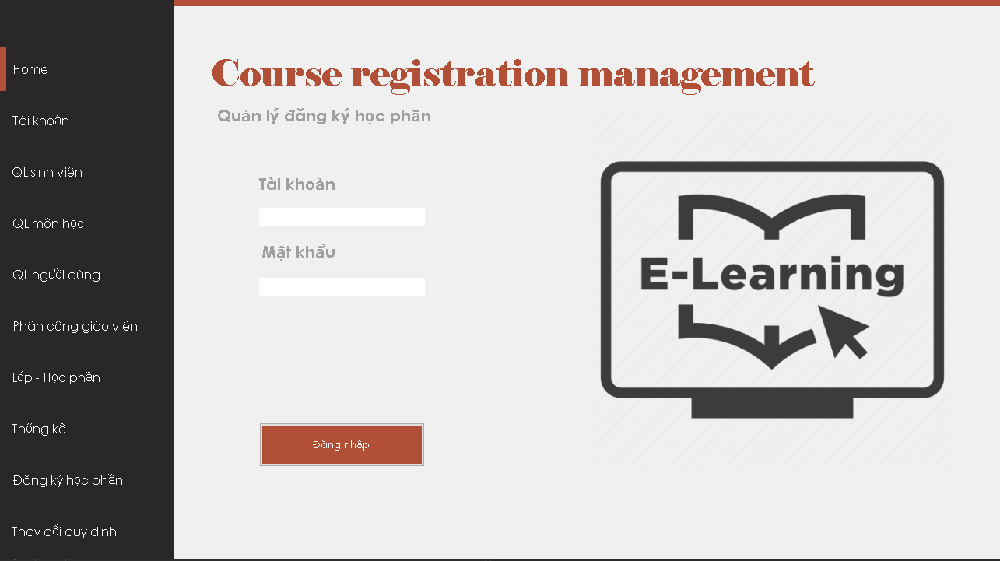 Home
Tài khoản
QL sinh viên
QL môn học
QL người dùng
Phân công giáo viên
Lớp - Học phần
Thống kê
Đăng ký học phần
Thay đổi quy định
Course registration management
Quản lý đăng ký học phần
Tài khoản
Mật khẩu
Đăng nhập
E-Learning